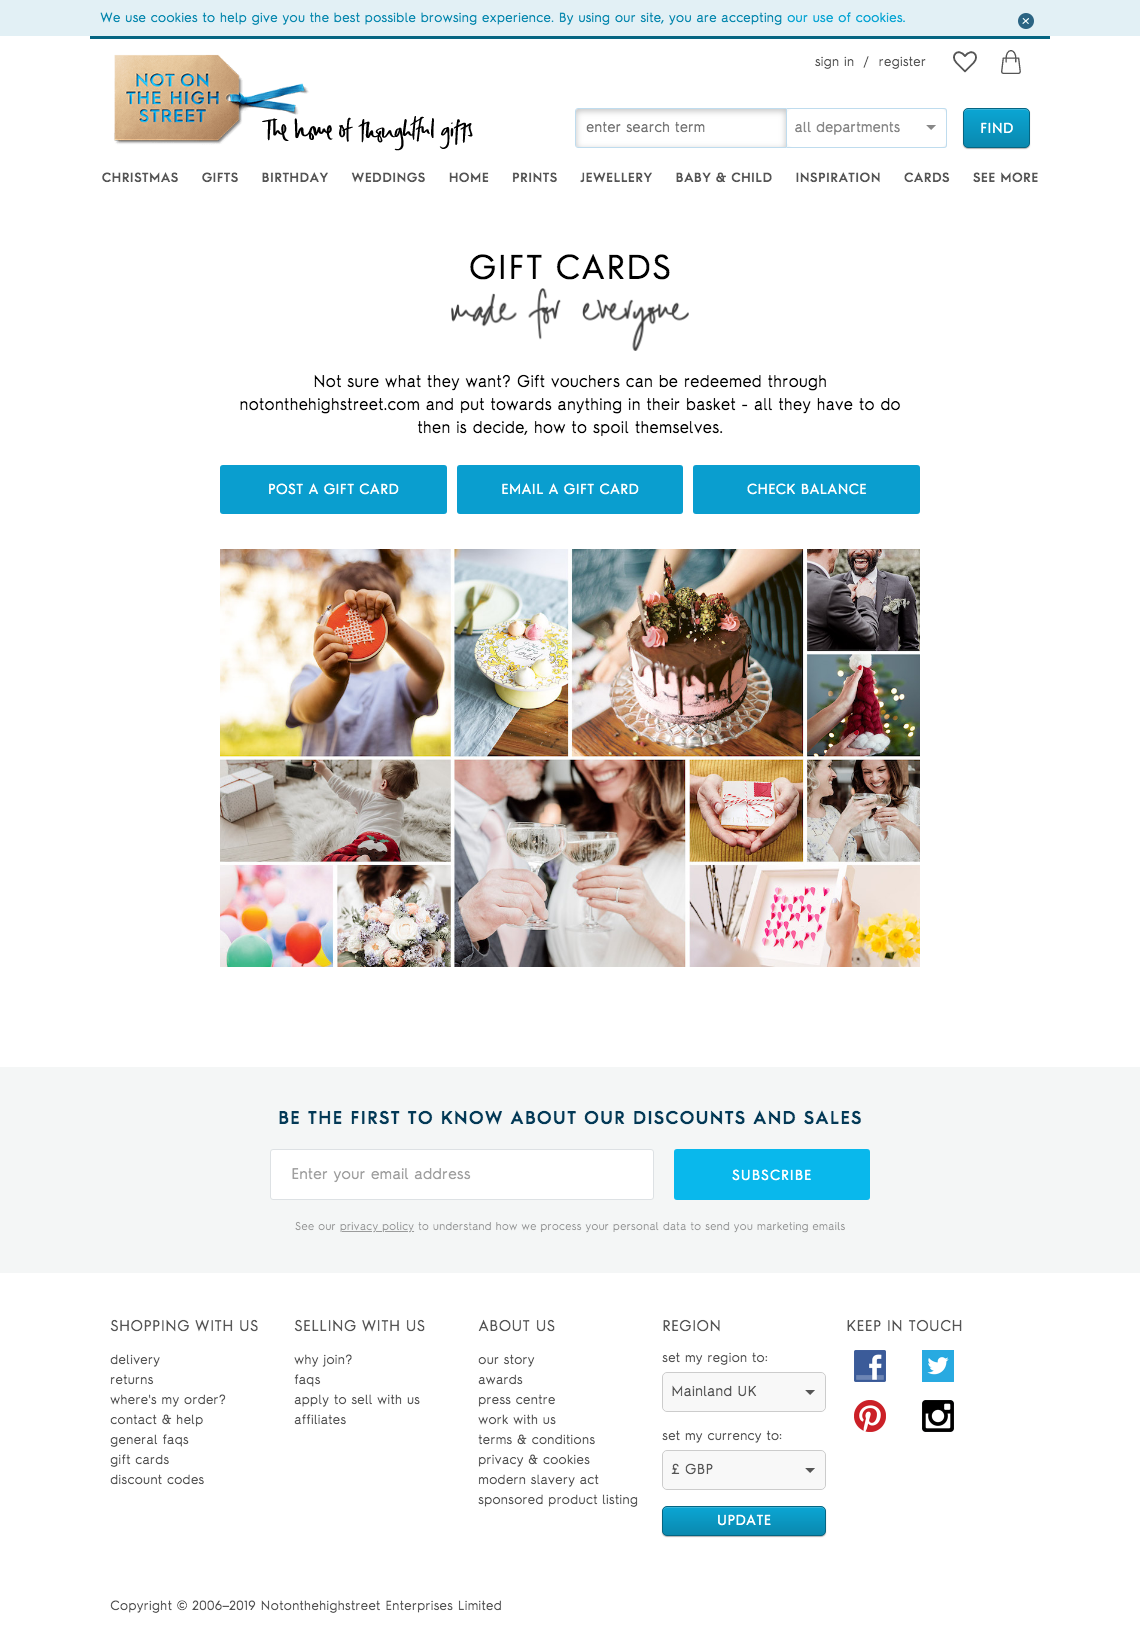 We use cookies to help give you the best possible browsing experience. By using our site, you are accepting our use of cookies.
sign in / register
NOT ON
THE HIGH
STREET
The home of thoughtful gifts
enter search term
all departments
FIND
CHRISTMAS GIFTS BIRTHDAY WEDDINGS HOME PRINTS JEWELLERY BABY & CHILD INSPIRATION CARDS SEE MORE
GIFT CARDS
made for everyone
Not sure what they want? Gift vouchers can be redeemed through
notonthehighstreet.com and put towards anything in their basket - all they have to do
then is decide, how to spoil themselves.
POST A GIFT CARD
EMAIL A GIFT CARD
CHECK BALANCE
BE THE FIRST TO KNOW ABOUT OUR DISCOUNTS AND SALES
Enter your email address
SUBSCRIBE
See our privacy policy to understand how we process your personal data to send you marketing emails
SHOPPING WITH US
delivery
returns
where's my order?
contact & help
general faqs
gift cards
discount codes
SELLING WITH US
why join?
faqs
apply to sell with us
affiliates
ABOUT US
our story
awards
press centre
work with us
terms & conditions
privacy & cookies
modern slavery act
sponsored product listing
REGION
set my region to:
Mainland UK
set my currency to:
£ GBP
UPDATE
KEEP IN TOUCH
Copyright © 2006–2019 Notonthehighstreet Enterprises Limited